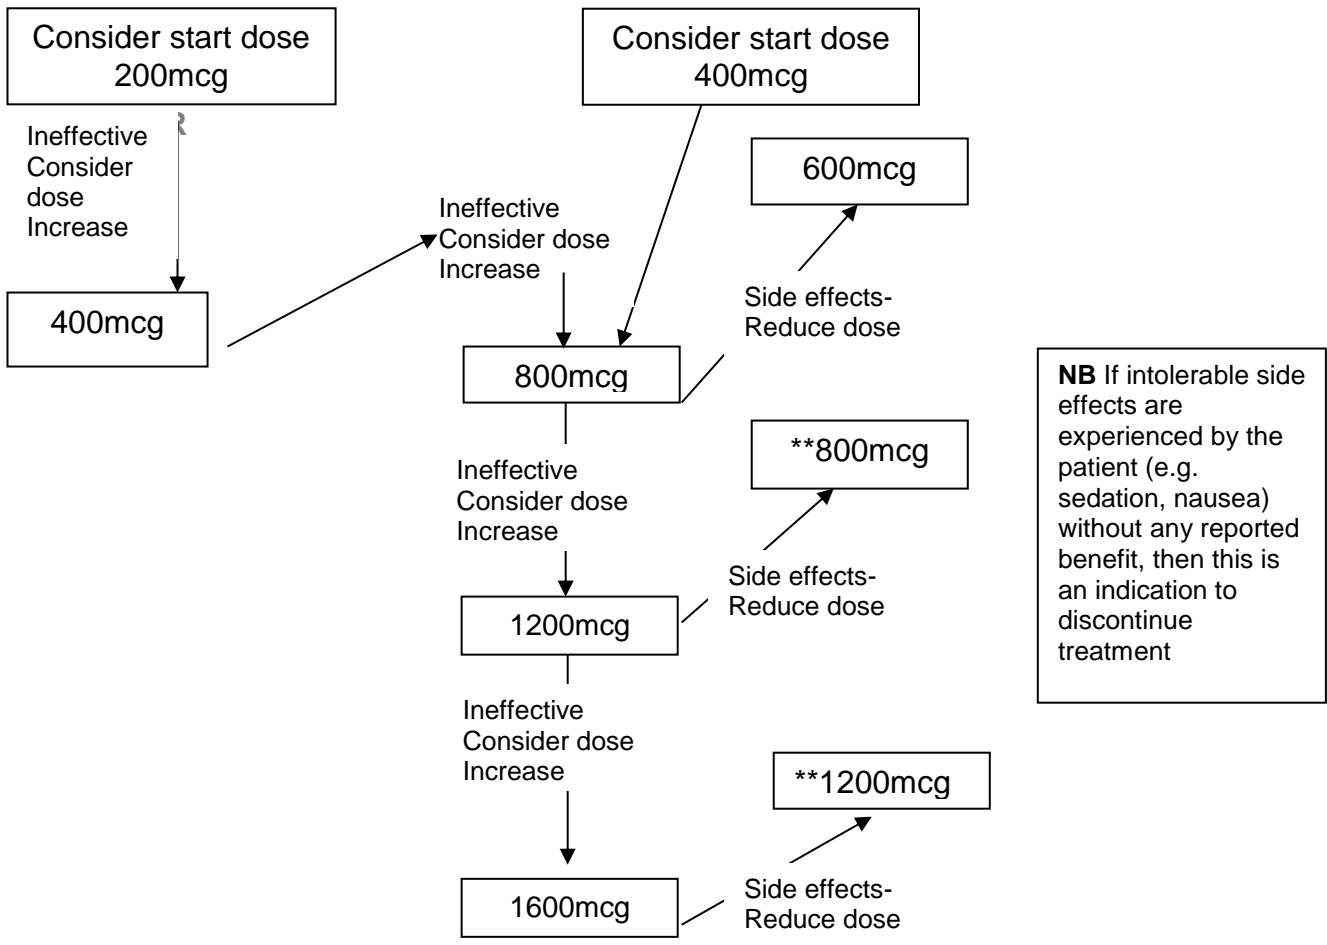 Consider start dose
200mcg
Consider start dose
400mcg
R
Ineffective
Consider
dose
Increase
600mcg
Ineffective
Consider dose
Increase
Side effects-
Reduce dose
400mcg
800mcg
NB If intolerable side
effects are
experienced by the
patient (e.g.
sedation, nausea)
without any reported
benefit, then this is
an indication to
discontinue
treatment
**800mcg
Ineffective
Consider dose
Increase
Side effects-
Reduce dose
1200mcg
Ineffective
Consider dose
Increase
**1200mcg
Side effects-
Reduce dose
1600mcg